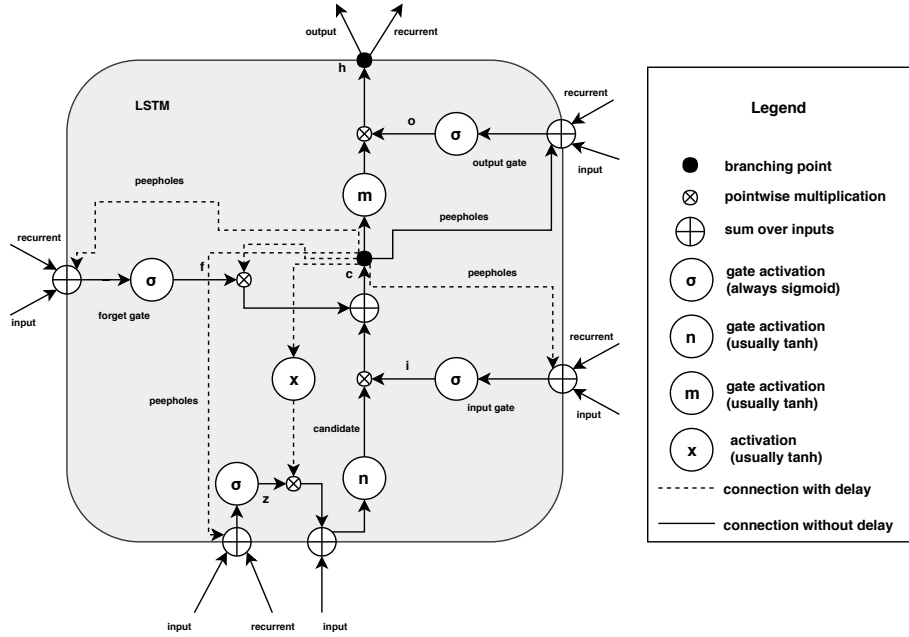 output
recurrent
h
LSTM
recurrent
o
σ
output gate
input
peepholes
m
peepholes
recurrent
f
c
peepholes
σ
forget gate
input
recurrent
i
x
σ
peepholes
input gate
input
candidate
σ
n
z
input
recurrent
input
Legend
branching point
pointwise multiplication
sum over inputs
σ
gate activation
(always sigmoid)
n
gate activation
(usually tanh)
m
gate activation
(usually tanh)
x
activation
(usually tanh)
connection with delay
connection without delay